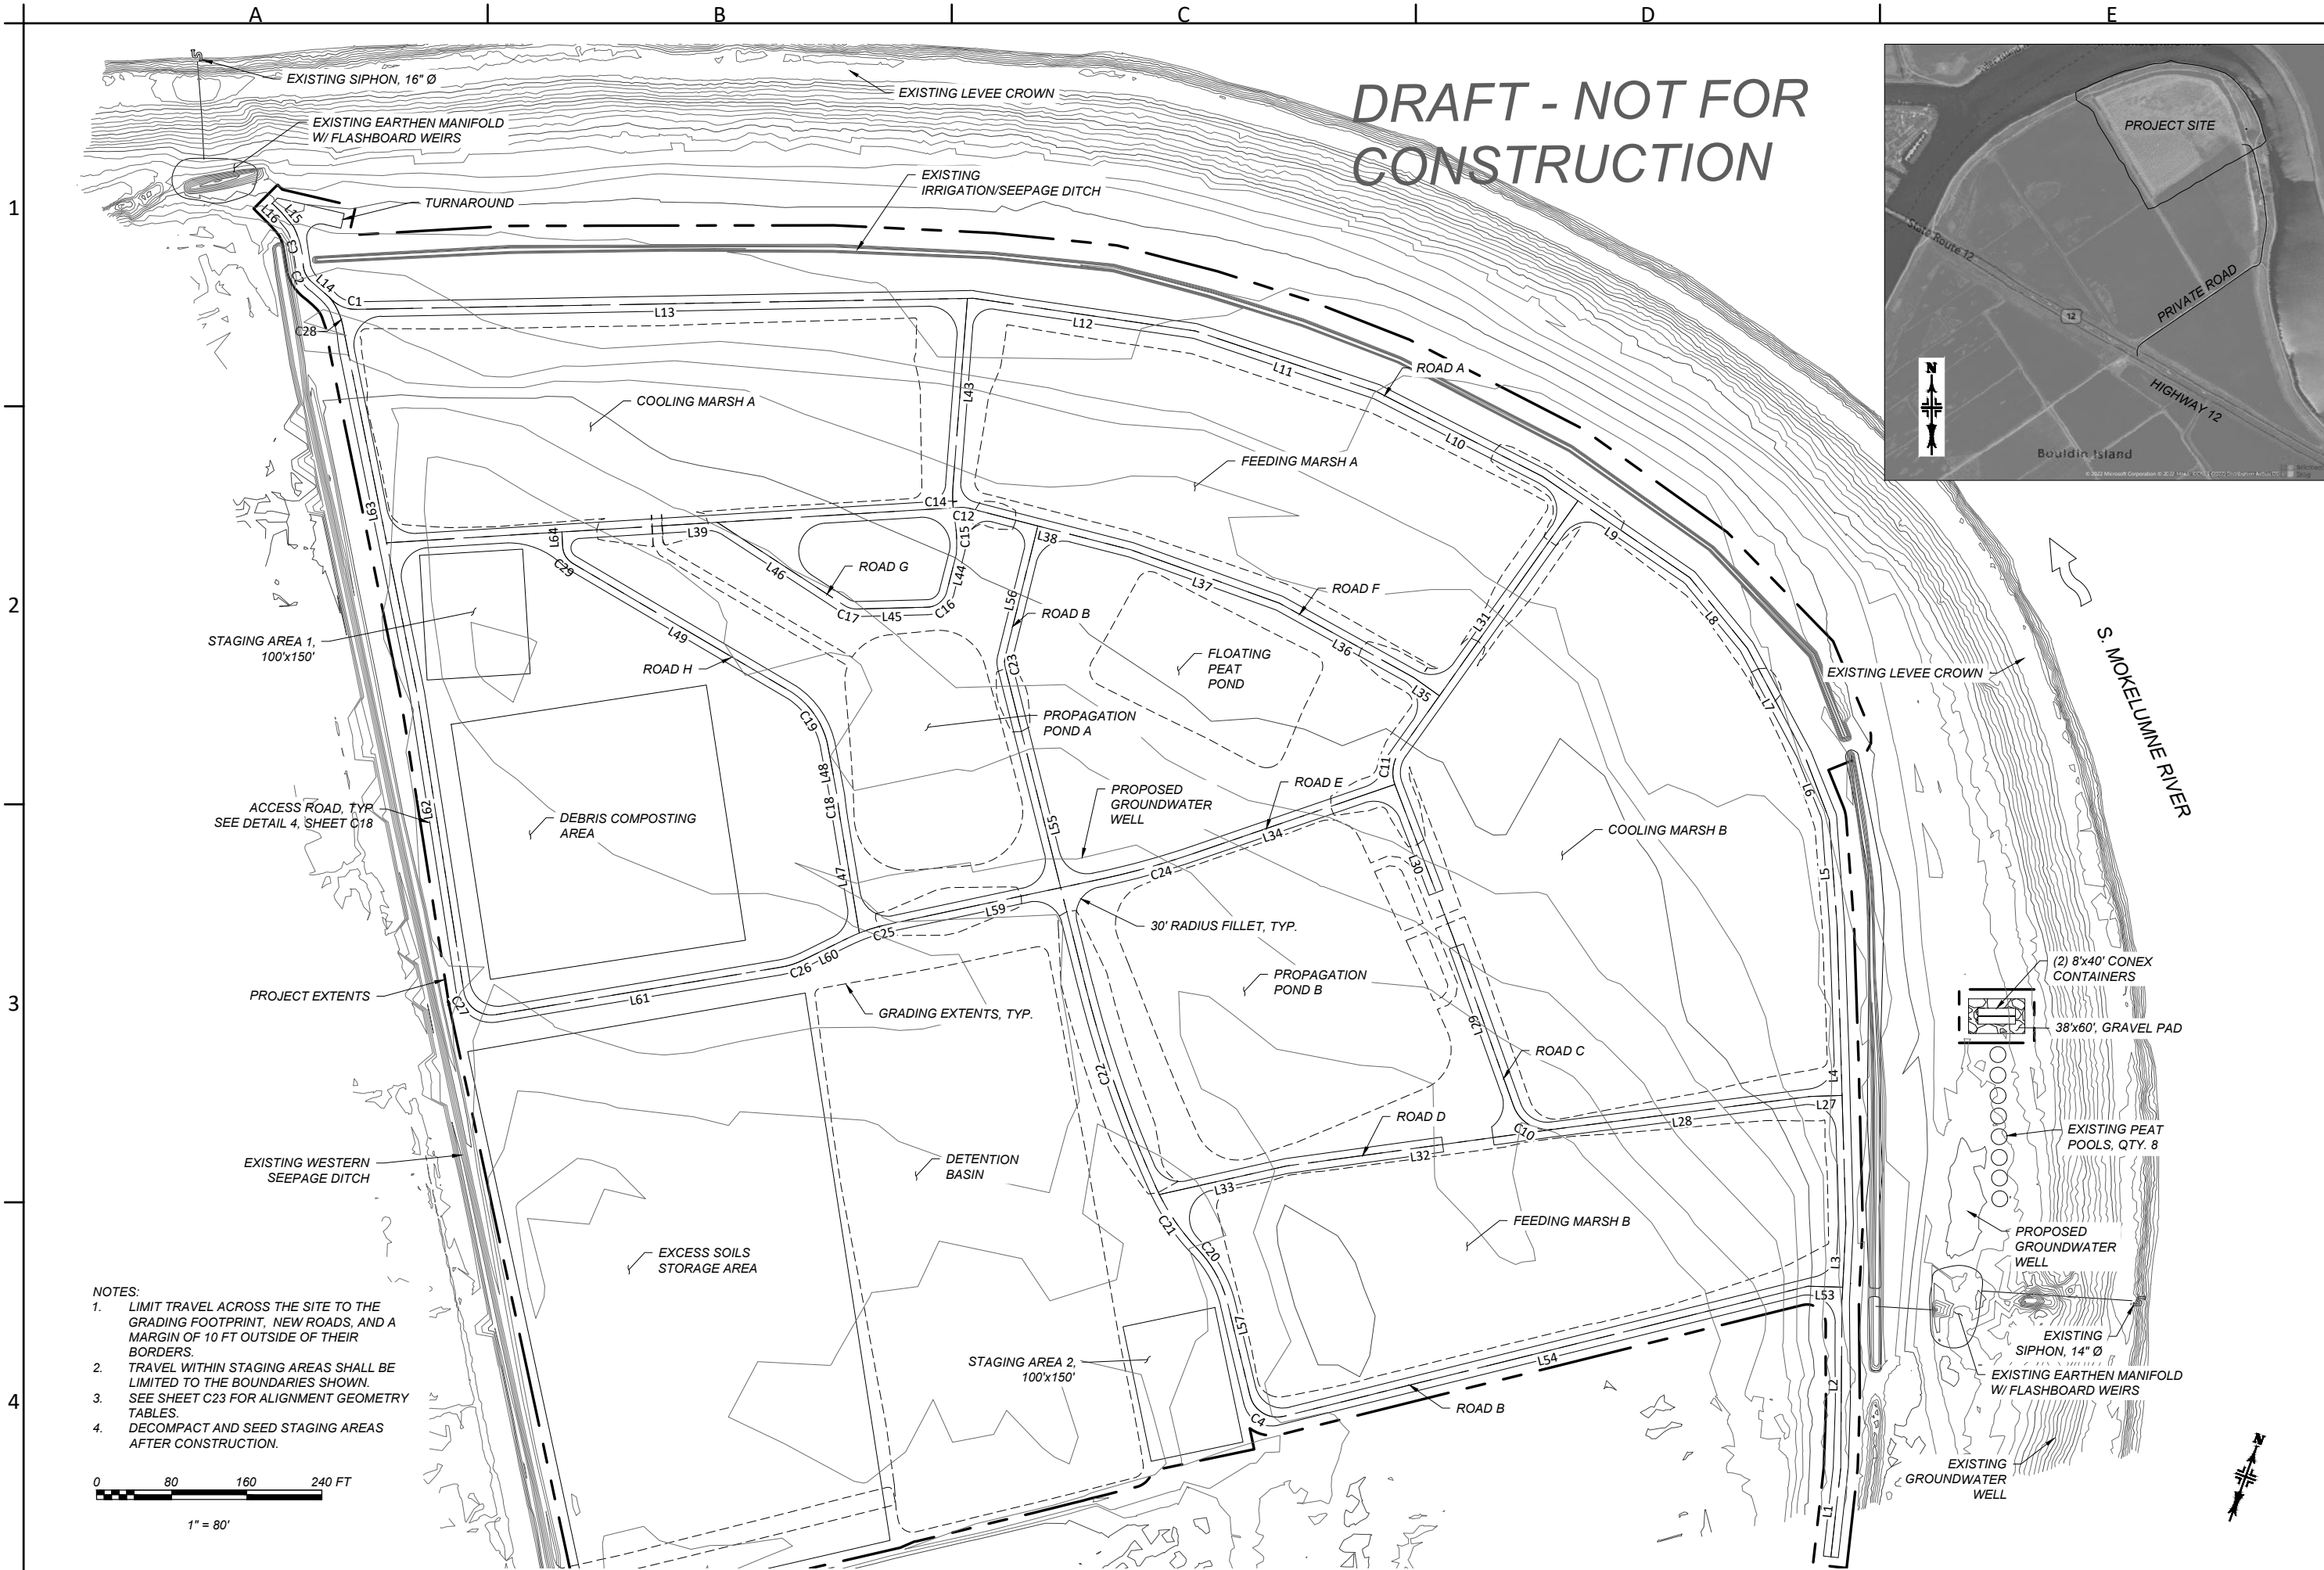 A
B
C
D
E
1
2
3
4
DRAFT - NOT FOR
CONSTRUCTION
EXISTING SIPHON, 16" Ø
EXISTING LEVEE CROWN
EXISTING EARTHEN MANIFOLD
W/ FLASHBOARD WEIRS
EXISTING
IRRIGATION/SEEPAGE DITCH
TURNAROUND
L16
L15
C3
C2
L14
C1
C28
L13
L12
L43
L11
ROAD A
L10
COOLING MARSH A
FEEDING MARSH A
L63
C14
C12
C15
L64
L39
L38
L9
C29
L46
ROAD G
L44
L37
ROAD F
L56
ROAD B
L31
L8
C17
L45
C16
STAGING AREA 1,
100'x150'
L49
ROAD H
C23
FLOATING
PEAT
POND
L36
L35
L7
EXISTING LEVEE CROWN
S. MOKELUMNE RIVER
C19
PROPAGATION
POND A
L48
C18
C11
L6
ROAD E
PROPOSED
GROUNDWATER
WELL
ACCESS ROAD, TYP.
SEE DETAIL 4, SHEET C18
L62
DEBRIS COMPOSTING
AREA
L55
L34
COOLING MARSH B
L47
C24
L30
L5
L59
C25
30' RADIUS FILLET, TYP.
C26
L60
PROJECT EXTENTS
C27
L61
GRADING EXTENTS, TYP.
PROPAGATION
POND B
(2) 8'x40' CONEX
CONTAINERS
38'x60', GRAVEL PAD
L29
ROAD C
C22
L4
L27
ROAD D
L28
C10
EXISTING PEAT
POOLS, QTY. 8
L32
EXISTING WESTERN
SEEPAGE DITCH
DETENTION
BASIN
L33
C21
C20
FEEDING MARSH B
PROPOSED
GROUNDWATER
WELL
L3
EXCESS SOILS
STORAGE AREA
L53
L57
STAGING AREA 2,
100'x150'
L54
EXISTING
SIPHON, 14" Ø
EXISTING EARTHEN MANIFOLD
W/ FLASHBOARD WEIRS
L2
ROAD B
C4
EXISTING
GROUNDWATER
WELL
L1
N
NOTES:
1. LIMIT TRAVEL ACROSS THE SITE TO THE
GRADING FOOTPRINT, NEW ROADS, AND A
MARGIN OF 10 FT OUTSIDE OF THEIR
BORDERS.
2. TRAVEL WITHIN STAGING AREAS SHALL BE
LIMITED TO THE BOUNDARIES SHOWN.
3. SEE SHEET C23 FOR ALIGNMENT GEOMETRY
TABLES.
4. DECOMPACT AND SEED STAGING AREAS
AFTER CONSTRUCTION.
0 80 160 240 FT
1" = 80'
PROJECT SITE
State Route 12
PRIVATE ROAD
12
HIGHWAY 12
N
Bouldin Island